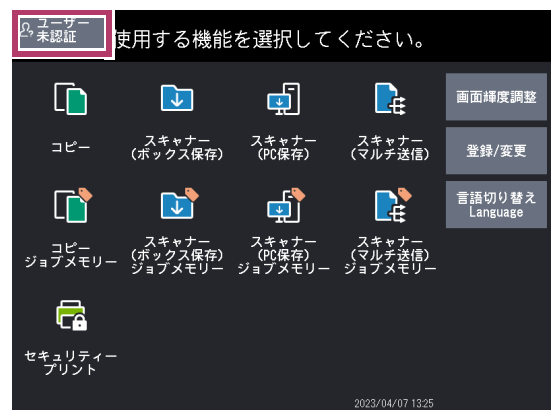 ユーザー
未認証
使用する機能を選択してください。
コピー
スキャナー
(ボックス保存)
スキャナー
(PC保存)
スキャナー
(マルチ送信)
画面輝度調整
登録/変更
言語切り替え
Language
コピー
ジョブメモリー
スキャナー
(ボックス保存)
ジョブメモリー
スキャナー
(PC保存)
ジョブメモリー
スキャナー
(マルチ送信)
ジョブメモリー
セキュリティー
プリント
2023/04/07 13:25